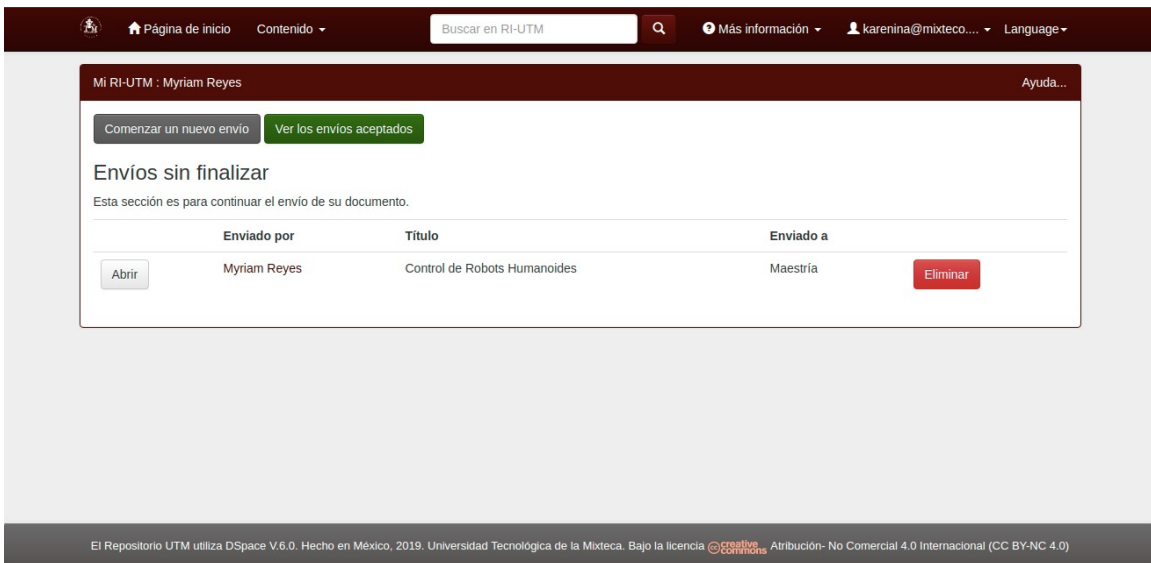 Página de inicio Contenido Buscar en RI-UTM Más información karenina@mixteco.... Language
Mi RI-UTM : Myriam Reyes Ayuda...
Comenzar un nuevo envío Ver los envíos aceptados
Envíos sin finalizar
Esta sección es para continuar el envío de su documento.
Enviado por Título Enviado a
Abrir Myriam Reyes Control de Robots Humanoides Maestría Eliminar
El Repositorio UTM utiliza DSpace V.6.0. Hecho en México, 2019. Universidad Tecnológica de la Mixteca. Bajo la licencia cc creative commons Atribución- No Comercial 4.0 Internacional (CC BY-NC 4.0)